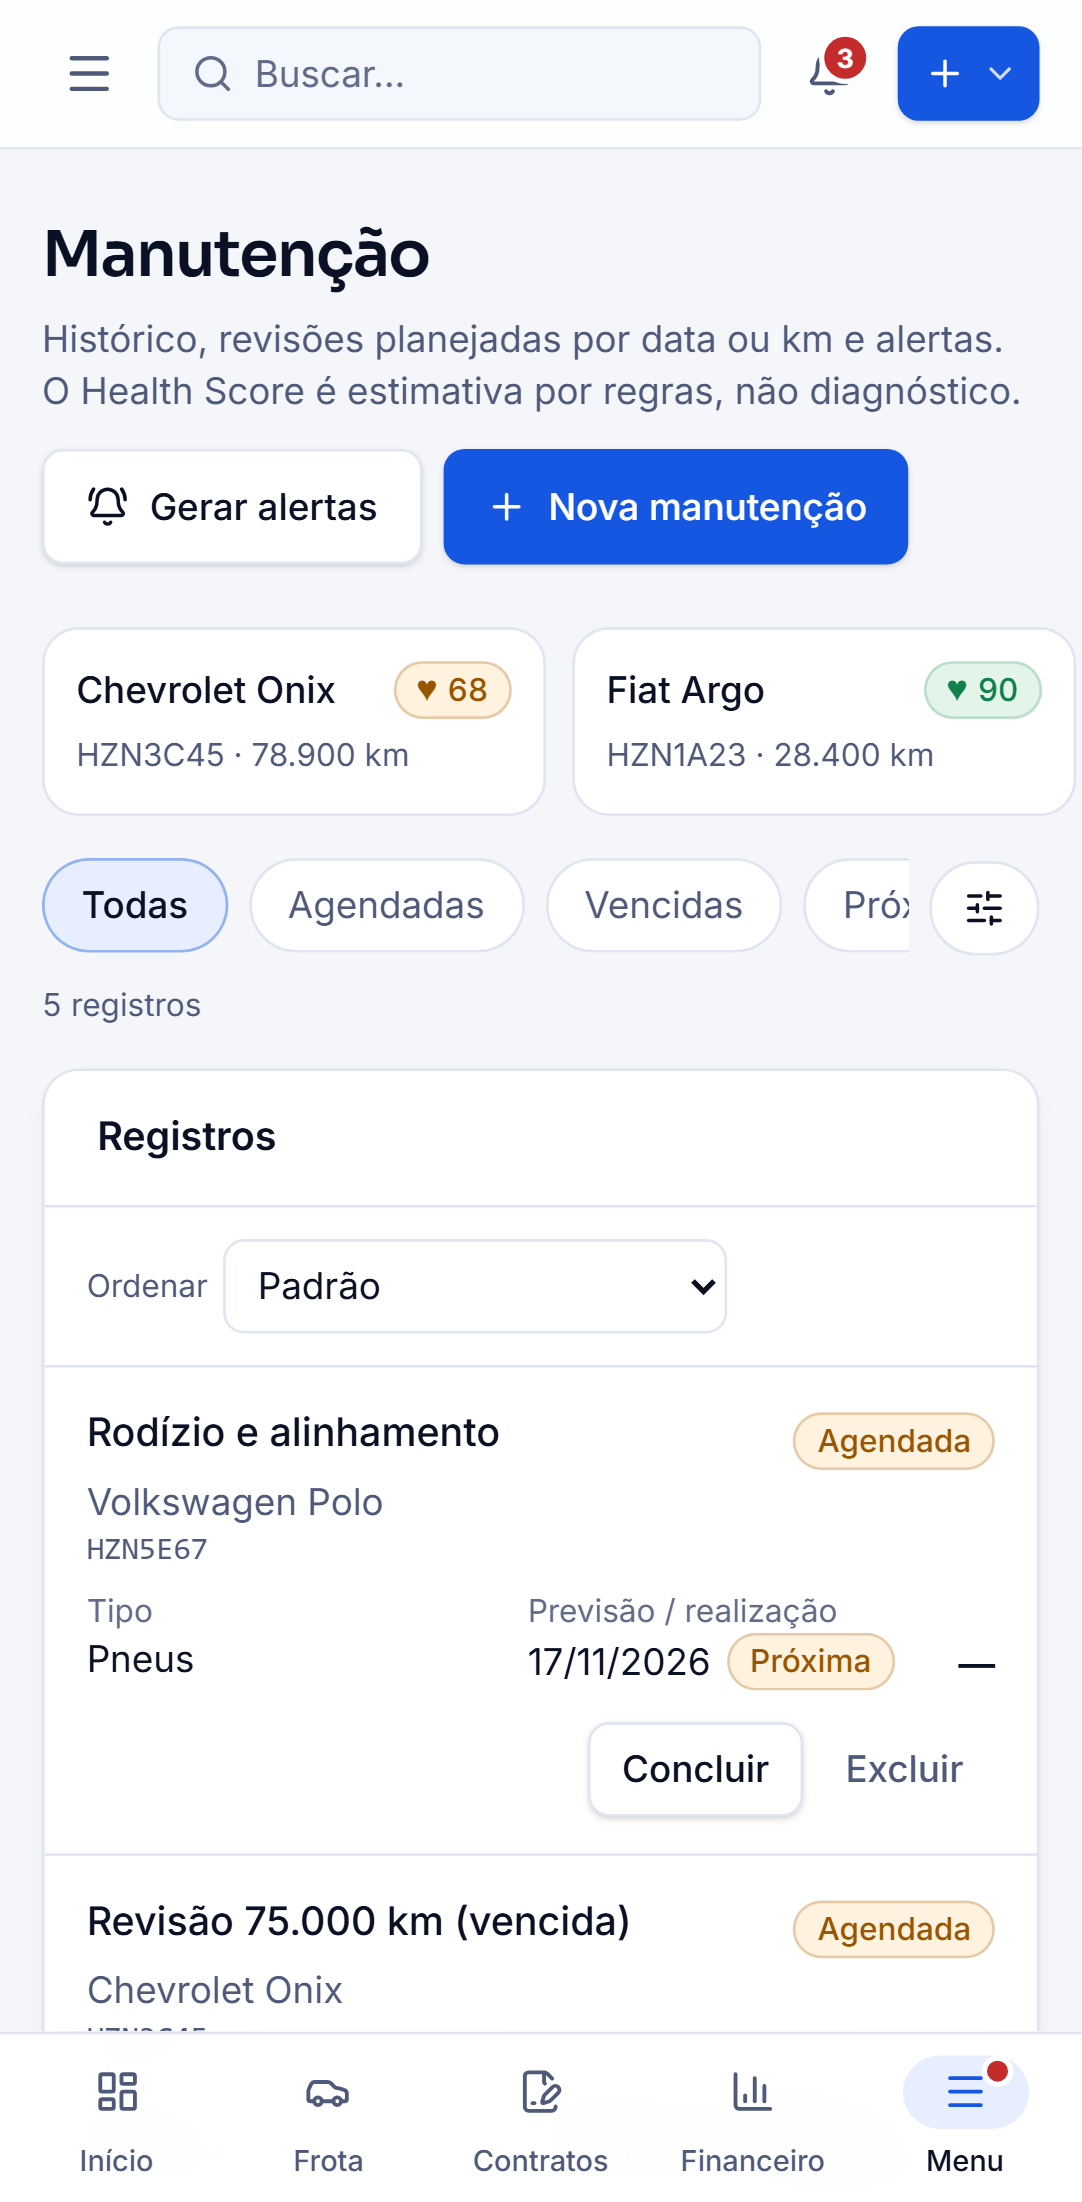 Buscar...
3
Manutenção
Histórico, revisões planejadas por data ou km e alertas.
O Health Score é estimativa por regras, não diagnóstico.
Gerar alertas
Nova manutenção
Chevrolet Onix ♥ 68
HZN3C45 · 78.900 km
Fiat Argo ♥ 90
HZN1A23 · 28.400 km
Todas
Agendadas
Vencidas
5 registros
Registros
Ordenar
Padrão
Rodízio e alinhamento
Agendada
Volkswagen Polo
HZN5E67
Tipo
Pneus
Previsão / realização
17/11/2026 Próxima —
Concluir
Excluir
Revisão 75.000 km (vencida)
Agendada
Chevrolet Onix
Início
Frota
Contratos
Financeiro
Menu